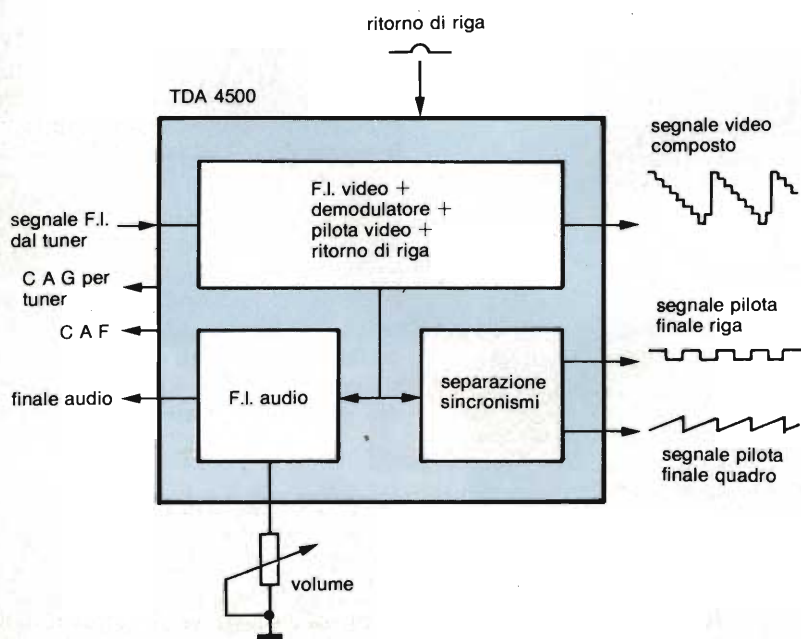 ritorno di riga
TDA 4500
segnale video
composto
F.I. video +
demodulatore +
pilota video +
ritorno di riga
segnale F.I.
dal tuner
C A G per
tuner
C A F
finale audio
F.I. audio
separazione
sincronismi
segnale pilota
finale riga
segnale pilota
finale quadro
volume